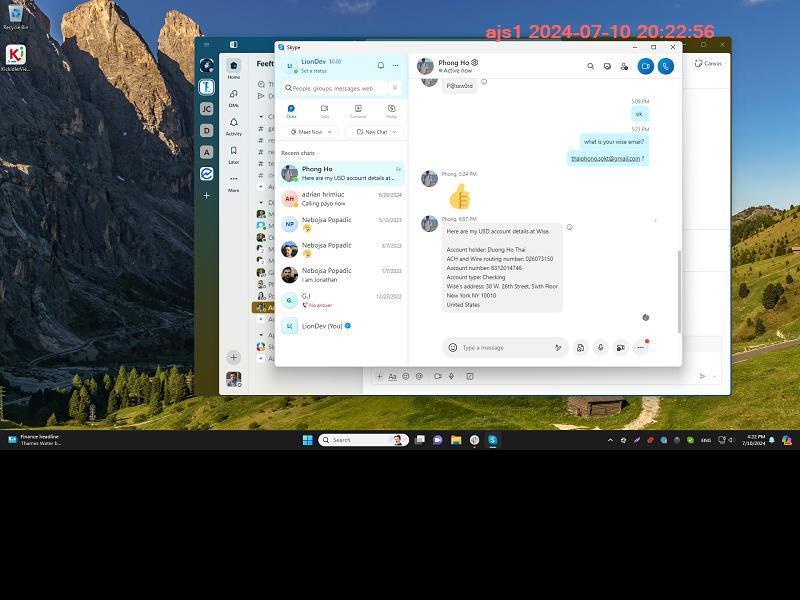 ajs1 2024-07-10 20:22:56
Recycle Bin
Skype
LionDev $0.00
Set a status
People, groups, messages, web
Chats
Calls
Contacts
Today
Meet Now
New Chat
Recent chats
Phong Ho
Fri
Here are my USD account details at...
adrian hrimiuc
6/28/2024
Calling payo now
Nebojsa Popadic
5/12/2023
Nebojsa Popadic
3/7/2023
Nebojsa Popadic
1/7/2023
I am Jonathan
G.J
12/23/2022
No answer
LionDev (You)
Home
DMs
Activity
Later
More
JC
D
A
Canvas
Phong Ho
Active now
P@ssw0rd
5:09 PM
ok
5:23 PM
what is your wise email?
thaiphong.spkt@gmail.com ?
Phong, 5:24 PM
Phong, 6:57 PM
Here are my USD account details at Wise.
Account holder: Duong Ho Thai
ACH and Wire routing number: 026073150
Account number: 8312014746
Account type: Checking
Wise's address: 30 W. 26th Street, Sixth Floor
New York NY 10010
United States
Type a message
Finance headline
Thames Water b...
Search
ENG
4:22 PM
7/10/2024